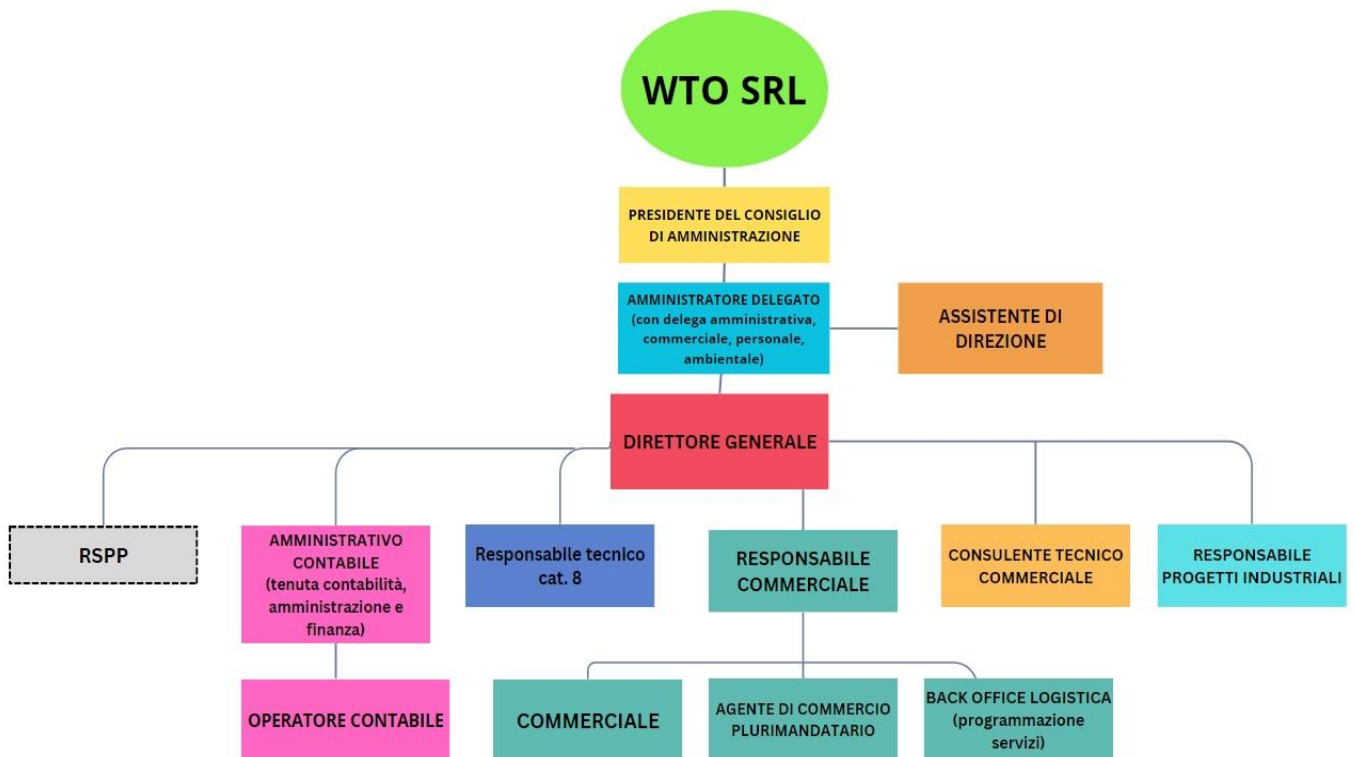 WTO SRL
PRESIDENTE DEL CONSIGLIO
DI AMMINISTRAZIONE
AMMINISTRATORE DELEGATO
(con delega amministrativa,
commerciale, personale,
ambientale)
ASSISTENTE DI
DIREZIONE
DIRETTORE GENERALE
RSPP
AMMINISTRATIVO
CONTABILE
(tenuta contabilità,
amministrazione e
finanza)
Responsabile tecnico
cat. 8
RESPONSABILE
COMMERCIALE
CONSULENTE TECNICO
COMMERCIALE
RESPONSABILE
PROGETTI INDUSTRIALI
OPERATORE CONTABILE
COMMERCIALE
AGENTE DI COMMERCIO
PLURIMANDATARIO
BACK OFFICE LOGISTICA
(programmazione
servizi)